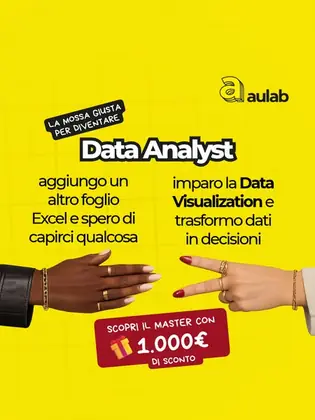 aulab
LA MOSSA GIUSTA
PER DIVENTARE
Data Analyst
aggiungo un
altro foglio
Excel e spero di
capirci qualcosa
imparo la Data
Visualization e
trasformo dati
in decisioni
SCOPRI IL MASTER CON
1.000€
DI SCONTO